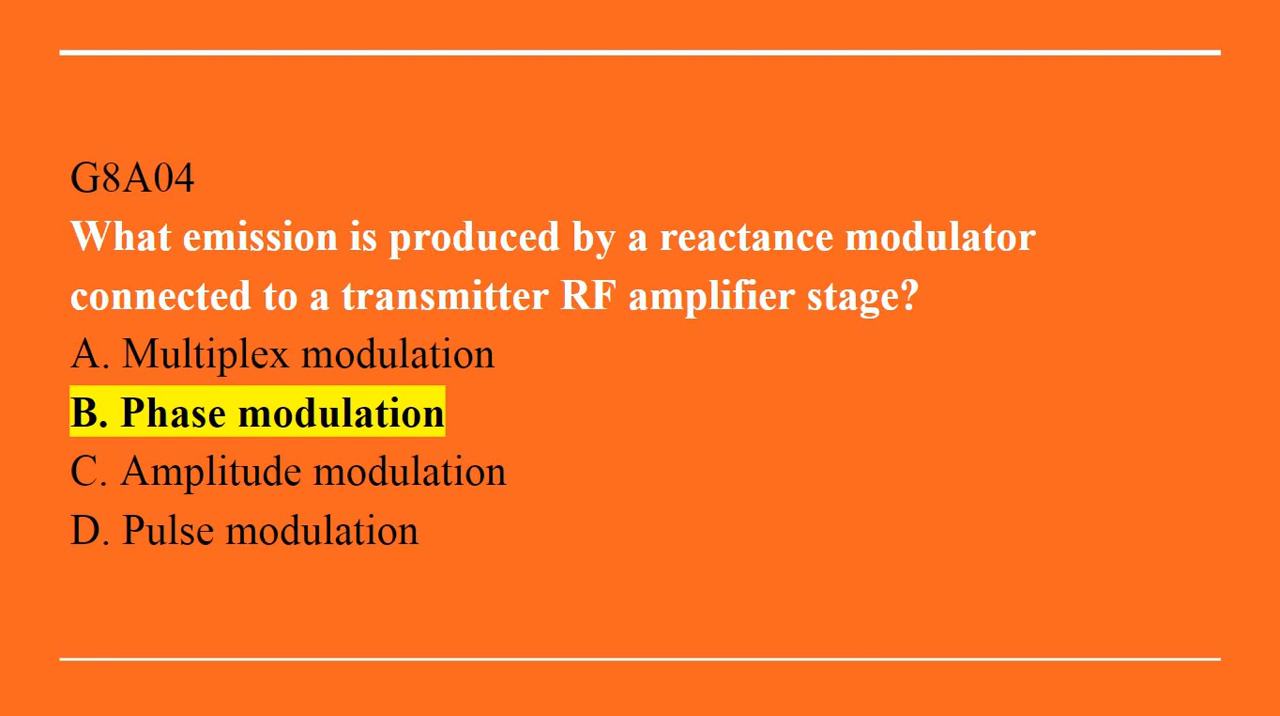 G8A04
What emission is produced by a reactance modulator
connected to a transmitter RF amplifier stage?
A. Multiplex modulation
B. Phase modulation
C. Amplitude modulation
D. Pulse modulation